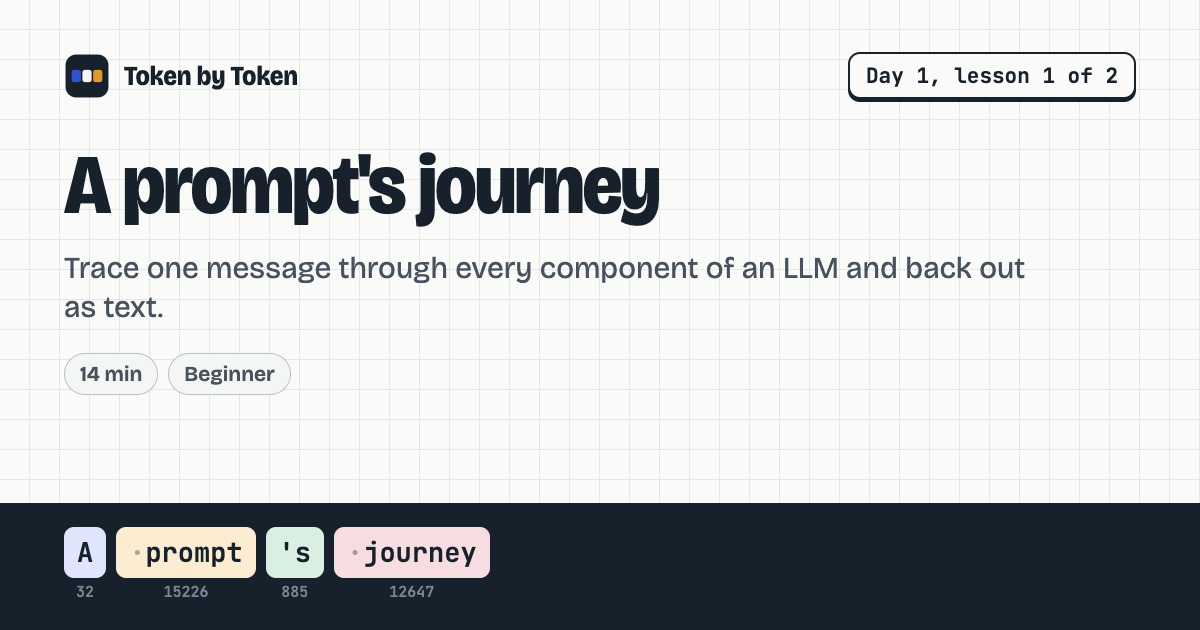 Token by Token
Day 1, lesson 1 of 2
A prompt's journey
Trace one message through every component of an LLM and back out
as text.
14 min
Beginner
A ·prompt 's ·journey
32 15226 885 12647